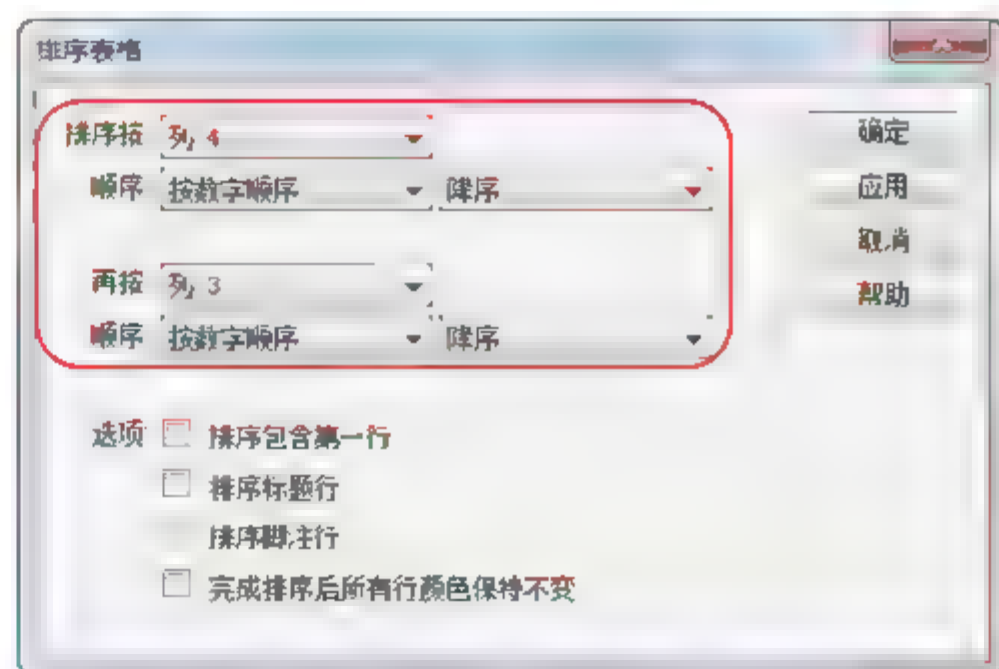 排序表格
排序按 列 4
确定
顺序 按数字顺序 降序
应用
取消
再按 列 3
帮助
顺序 按数字顺序 降序
选项 排序包含第一行
排序标题行
排序脚注行
完成排序后所有行颜色保持不变